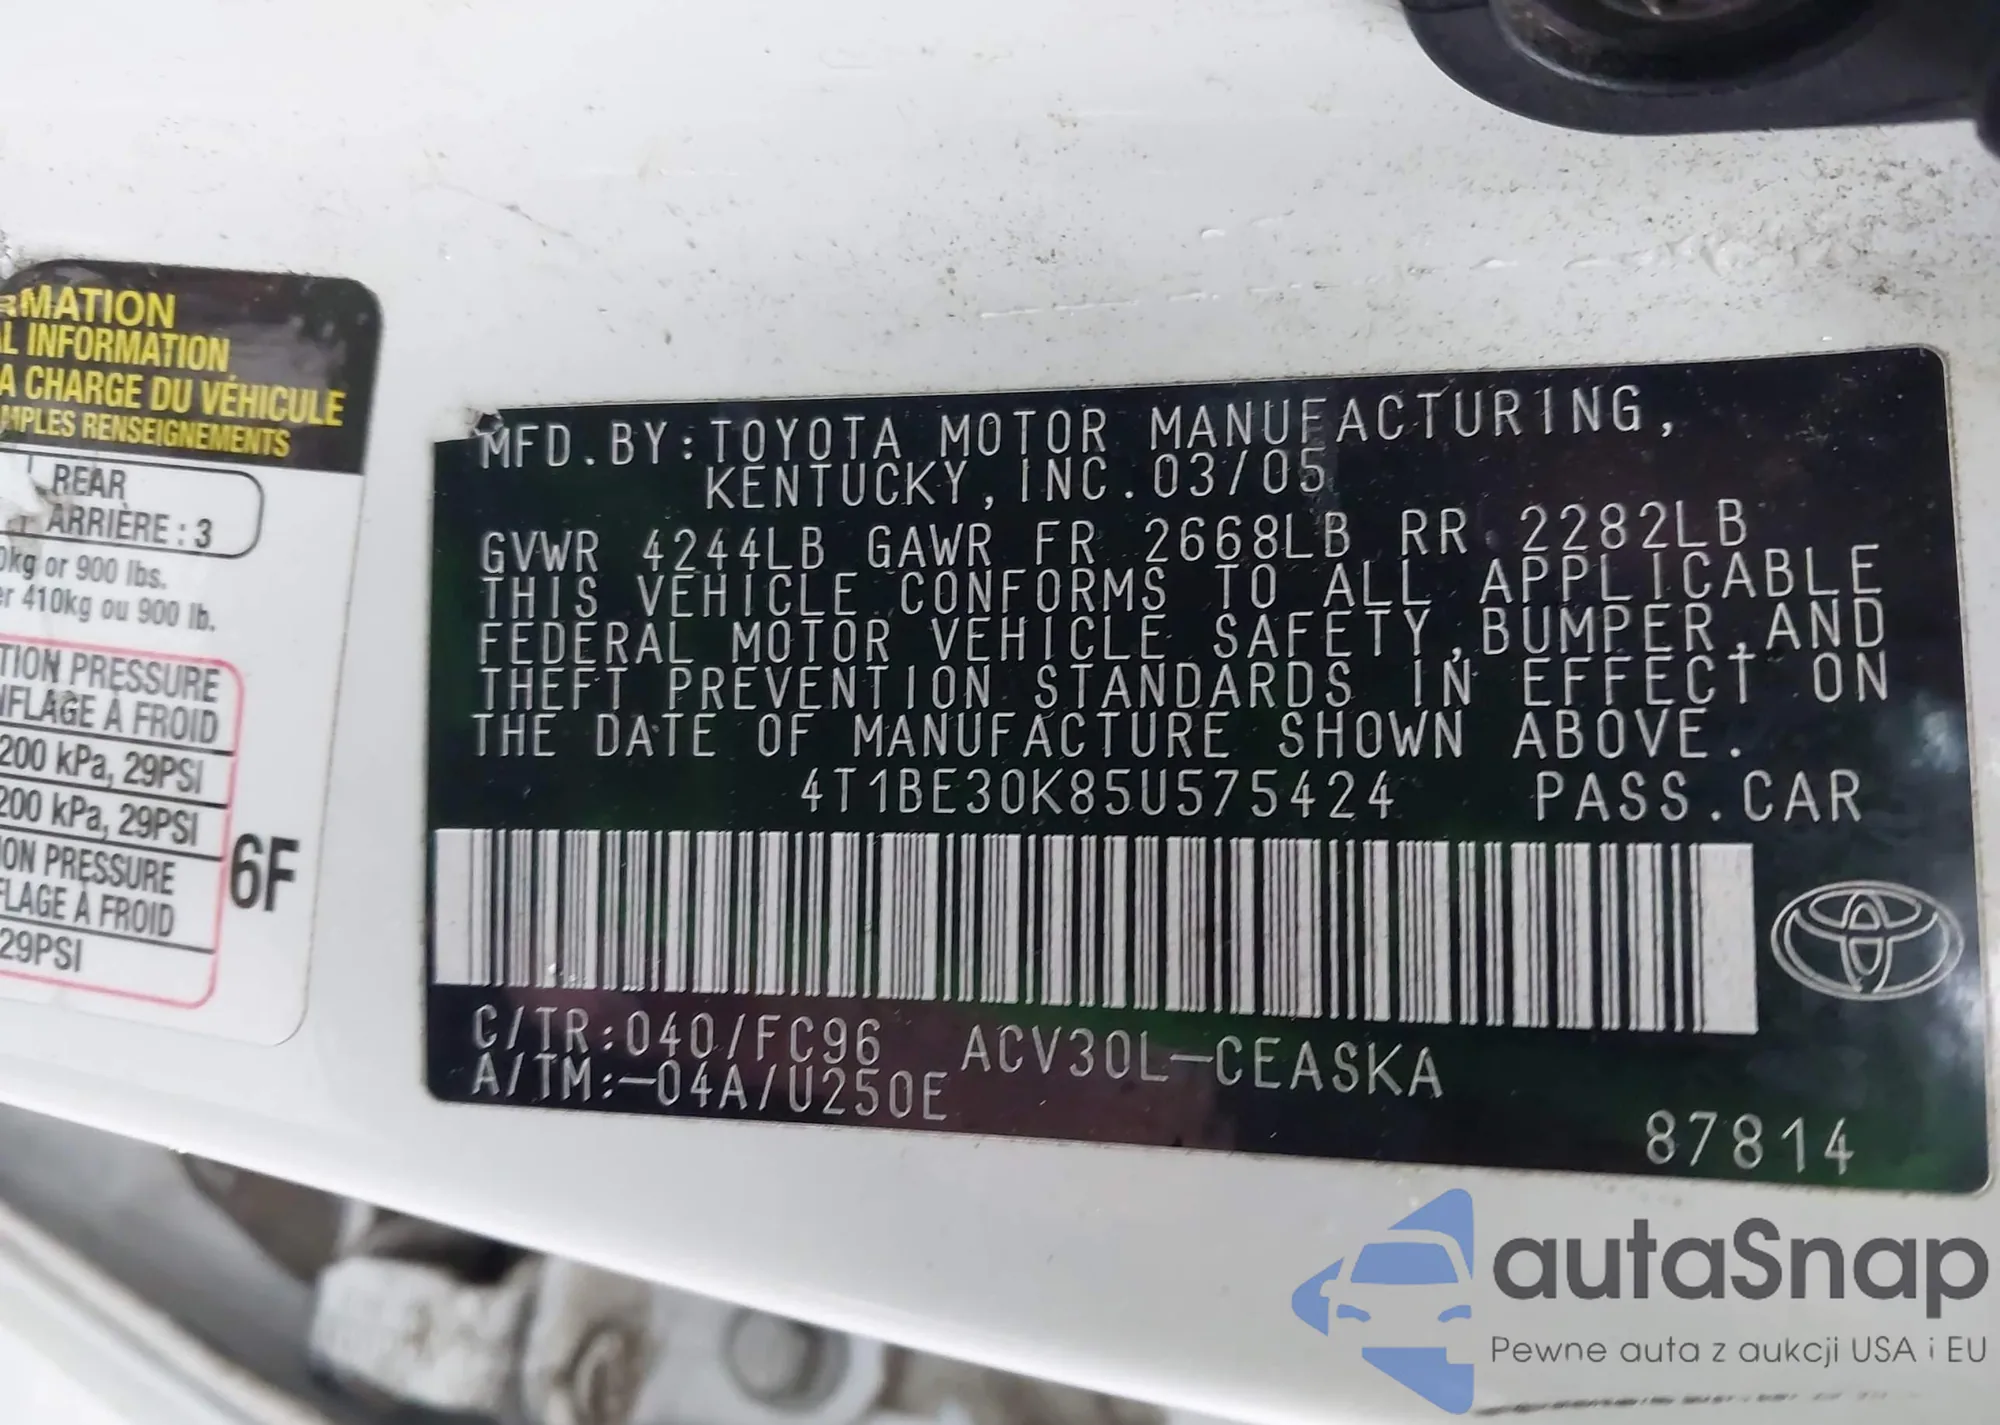 MATION
L INFORMATION
A CHARGE DU VÉHICULE
MPLES RENSEIGNEMENTS
REAR
ARRIÈRE : 3
0kg or 900 lbs.
er 410kg ou 900 lb.
TION PRESSURE
NFLAGE À FROID
200 kPa, 29PSI
200 kPa, 29PSI
ION PRESSURE
FLAGE À FROID
29PSI
6F
MFD.BY:TOYOTA MOTOR MANUFACTURING,
KENTUCKY,INC.03/05
GVWR 4244LB GAWR FR 2668LB RR 2282LB
THIS VEHICLE CONFORMS TO ALL APPLICABLE
FEDERAL MOTOR VEHICLE SAFETY,BUMPER,AND
THEFT PREVENTION STANDARDS IN EFFECT ON
THE DATE OF MANUFACTURE SHOWN ABOVE.
4T1BE30K85U575424 PASS.CAR
C/TR:040/FC96 ACV30L-CEASKA
A/TM:-04A/U250E
87814
autaSnap
Pewne auta z aukcji USA i EU